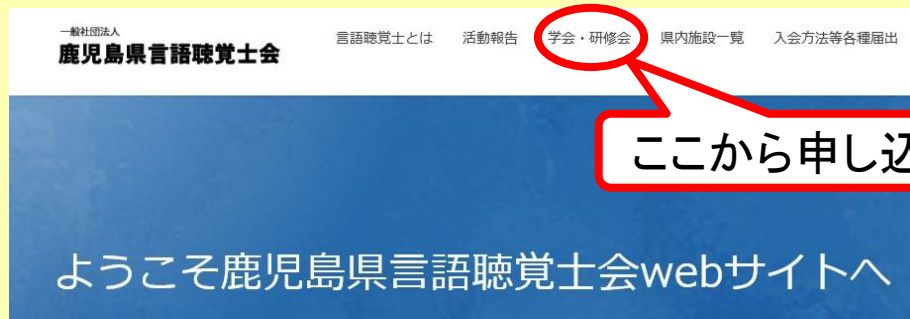 一般社団法人
鹿児島県言語聴覚士会
言語聴覚士とは 活動報告 学会・研修会 県内施設一覧 入会方法等各種届出
ここから申し込
ようこそ鹿児島県言語聴覚士会webサイトへ